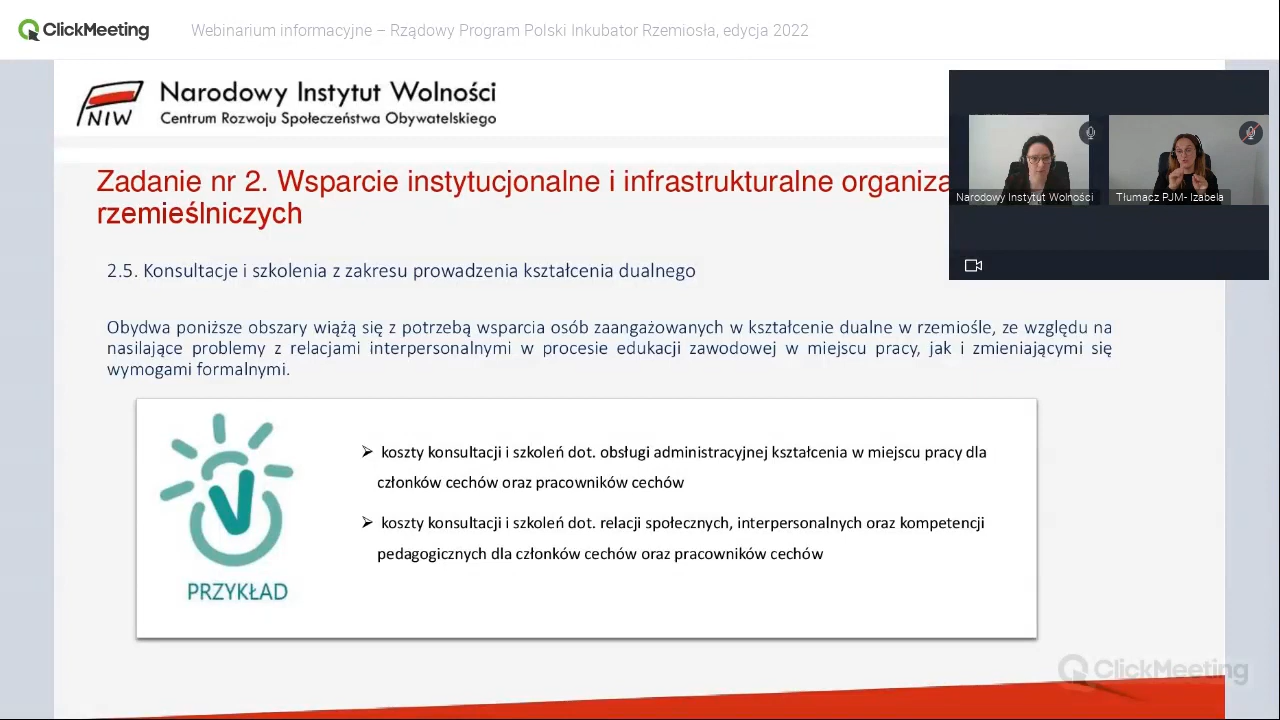 ClickMeeting
Webinarium informacyjne – Rządowy Program Polski Inkubator Rzemiosła, edycja 2022
NIW
Narodowy Instytut Wolności
Centrum Rozwoju Społeczeństwa Obywatelskiego
Narodowy Instytut Wolności
Tłumacz PJM- Izabela
Zadanie nr 2. Wsparcie instytucjonalne i infrastrukturalne organiza
rzemieślniczych
2.5. Konsultacje i szkolenia z zakresu prowadzenia kształcenia dualnego
Obydwa poniższe obszary wiążą się z potrzebą wsparcia osób zaangażowanych w kształcenie dualne w rzemiośle, ze względu na
nasilające problemy z relacjami interpersonalnymi w procesie edukacji zawodowej w miejscu pracy, jak i zmieniającymi się
wymogami formalnymi.
➢ koszty konsultacji i szkoleń dot. obsługi administracyjnej kształcenia w miejscu pracy dla
członków cechów oraz pracowników cechów
➢ koszty konsultacji i szkoleń dot. relacji społecznych, interpersonalnych oraz kompetencji
pedagogicznych dla członków cechów oraz pracowników cechów
PRZYKŁAD
ClickMeeting